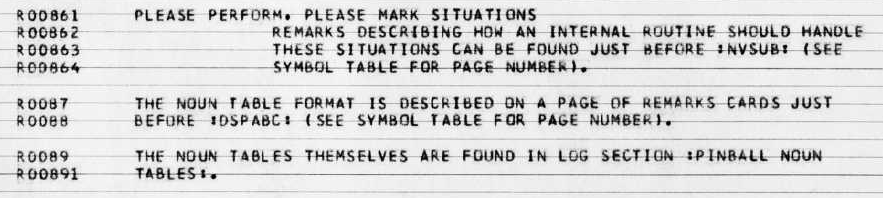 R00861 PLEASE PERFORM. PLEASE MARK SITUATIONS
R00862 REMARKS DESCRIBING HOW AN INTERNAL ROUTINE SHOULD HANDLE
R00863 THESE SITUATIONS CAN BE FOUND JUST BEFORE :NVSUB: (SEE
R00864 SYMBOL TABLE FOR PAGE NUMBER).
R0087 THE NOUN TABLE FORMAT IS DESCRIBED ON A PAGE OF REMARKS CARDS JUST
R0088 BEFORE :DSPABC: (SEE SYMBOL TABLE FOR PAGE NUMBER).
R0089 THE NOUN TABLES THEMSELVES ARE FOUND IN LOG SECTION :PINBALL NOUN
R00891 TABLES:.